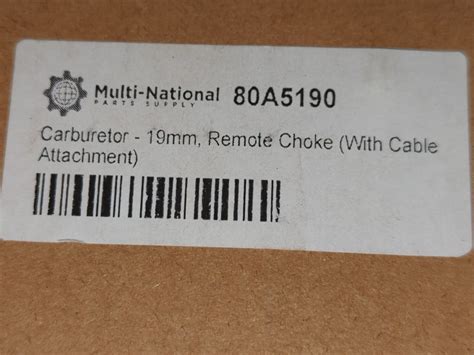 Multi-National 80A5190
PARTS SUPPLY
Carburetor - 19mm, Remote Choke (With Cable
Attachment)